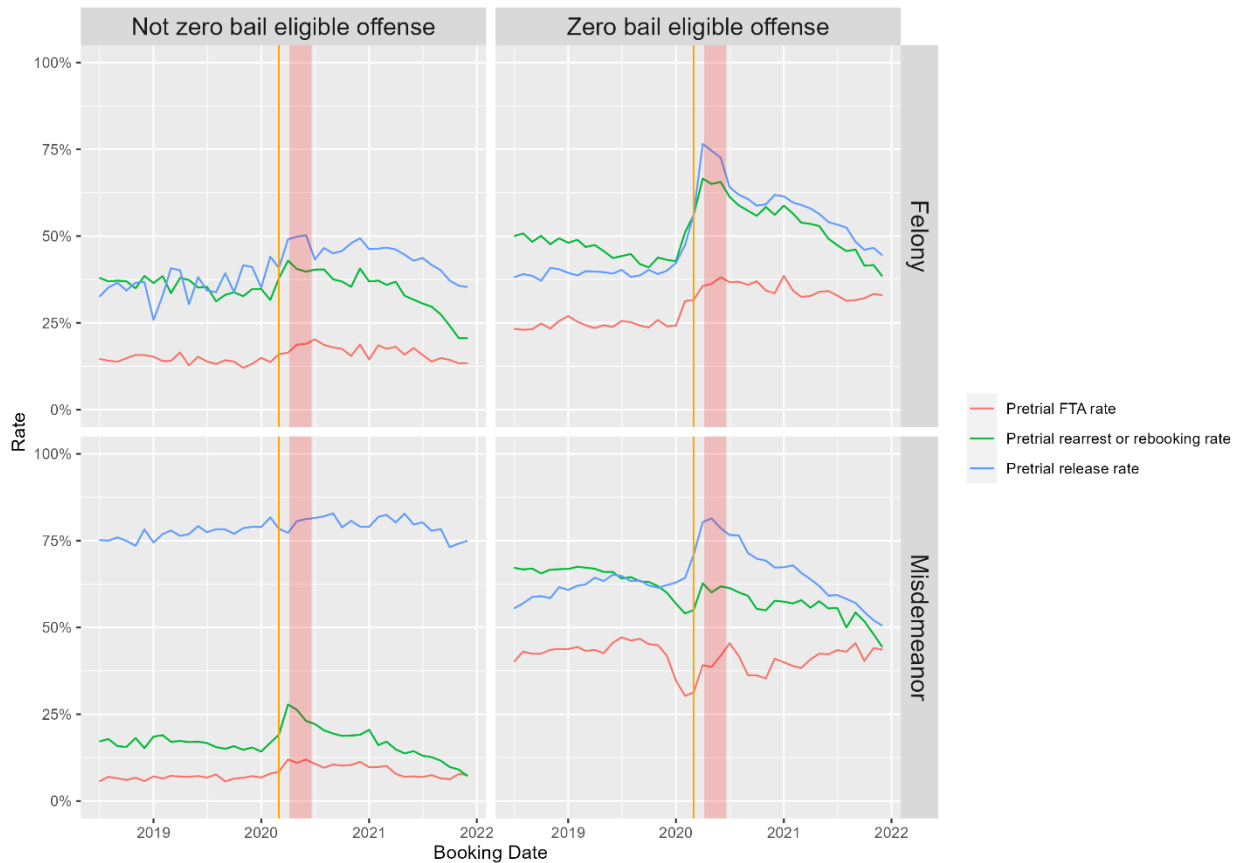 Not zero bail eligible offense
Zero bail eligible offense
100%
75%
50%
25%
0%
Felony
100%
75%
50%
25%
0%
Misdemeanor
Rate
2019
2020
2021
2022
2019
2020
2021
2022
Booking Date
Pretrial FTA rate
Pretrial rearrest or rebooking rate
Pretrial release rate